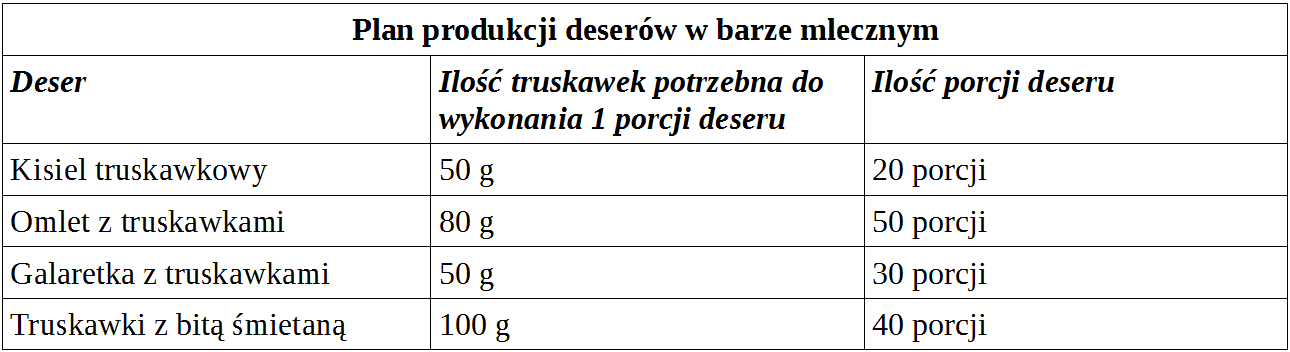 Plan produkcji deserów w barze mlecznym
Deser
Ilość truskawek potrzebna do
wykonania 1 porcji deseru
Ilość porcji deseru
Kisiel truskawkowy
50 g
20 porcji
Omlet z truskawkami
80 g
50 porcji
Galaretka z truskawkami
50 g
30 porcji
Truskawki z bitą śmietaną
100 g
40 porcji